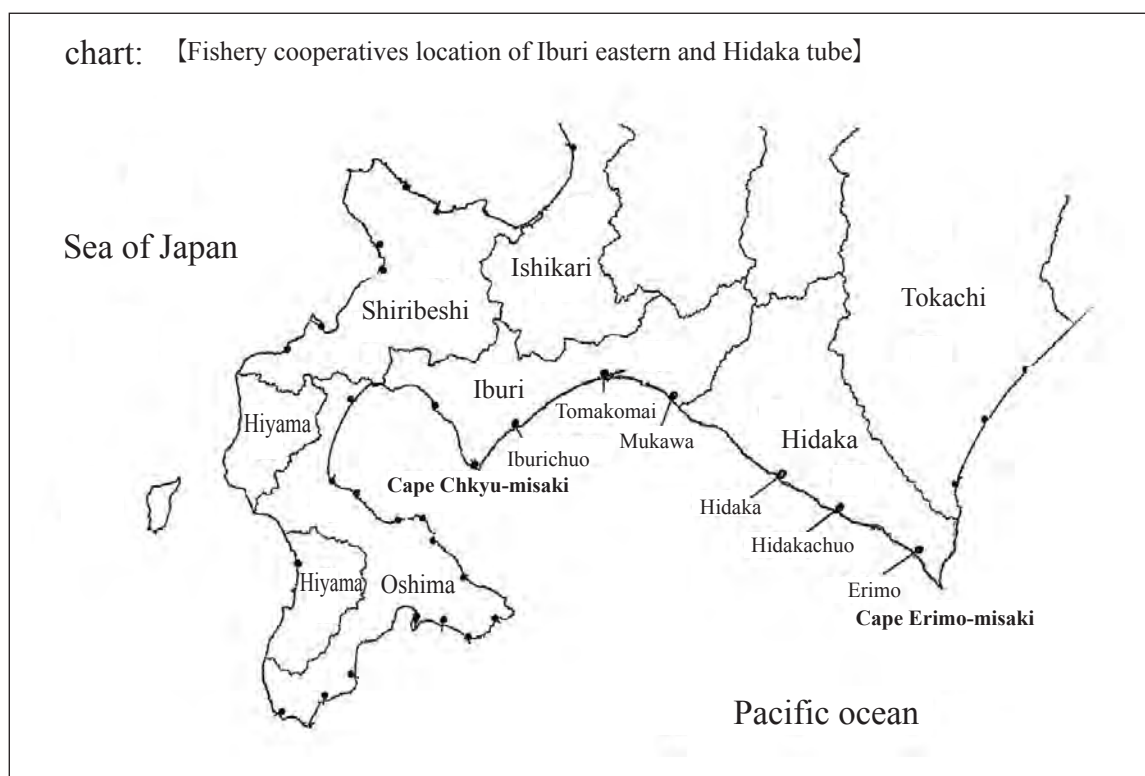 chart: 【Fishery cooperatives location of Iburi eastern and Hidaka tube】
Sea of Japan
Ishikari
Tokachi
Shiribeshi
Iburi
Tomakomai
Hiyama
Mukawa
Hidaka
Iburichuo
Cape Chkyu-misaki
Hidaka
Hidakachuo
Hiyama
Oshima
Erimo
Cape Erimo-misaki
Pacific ocean